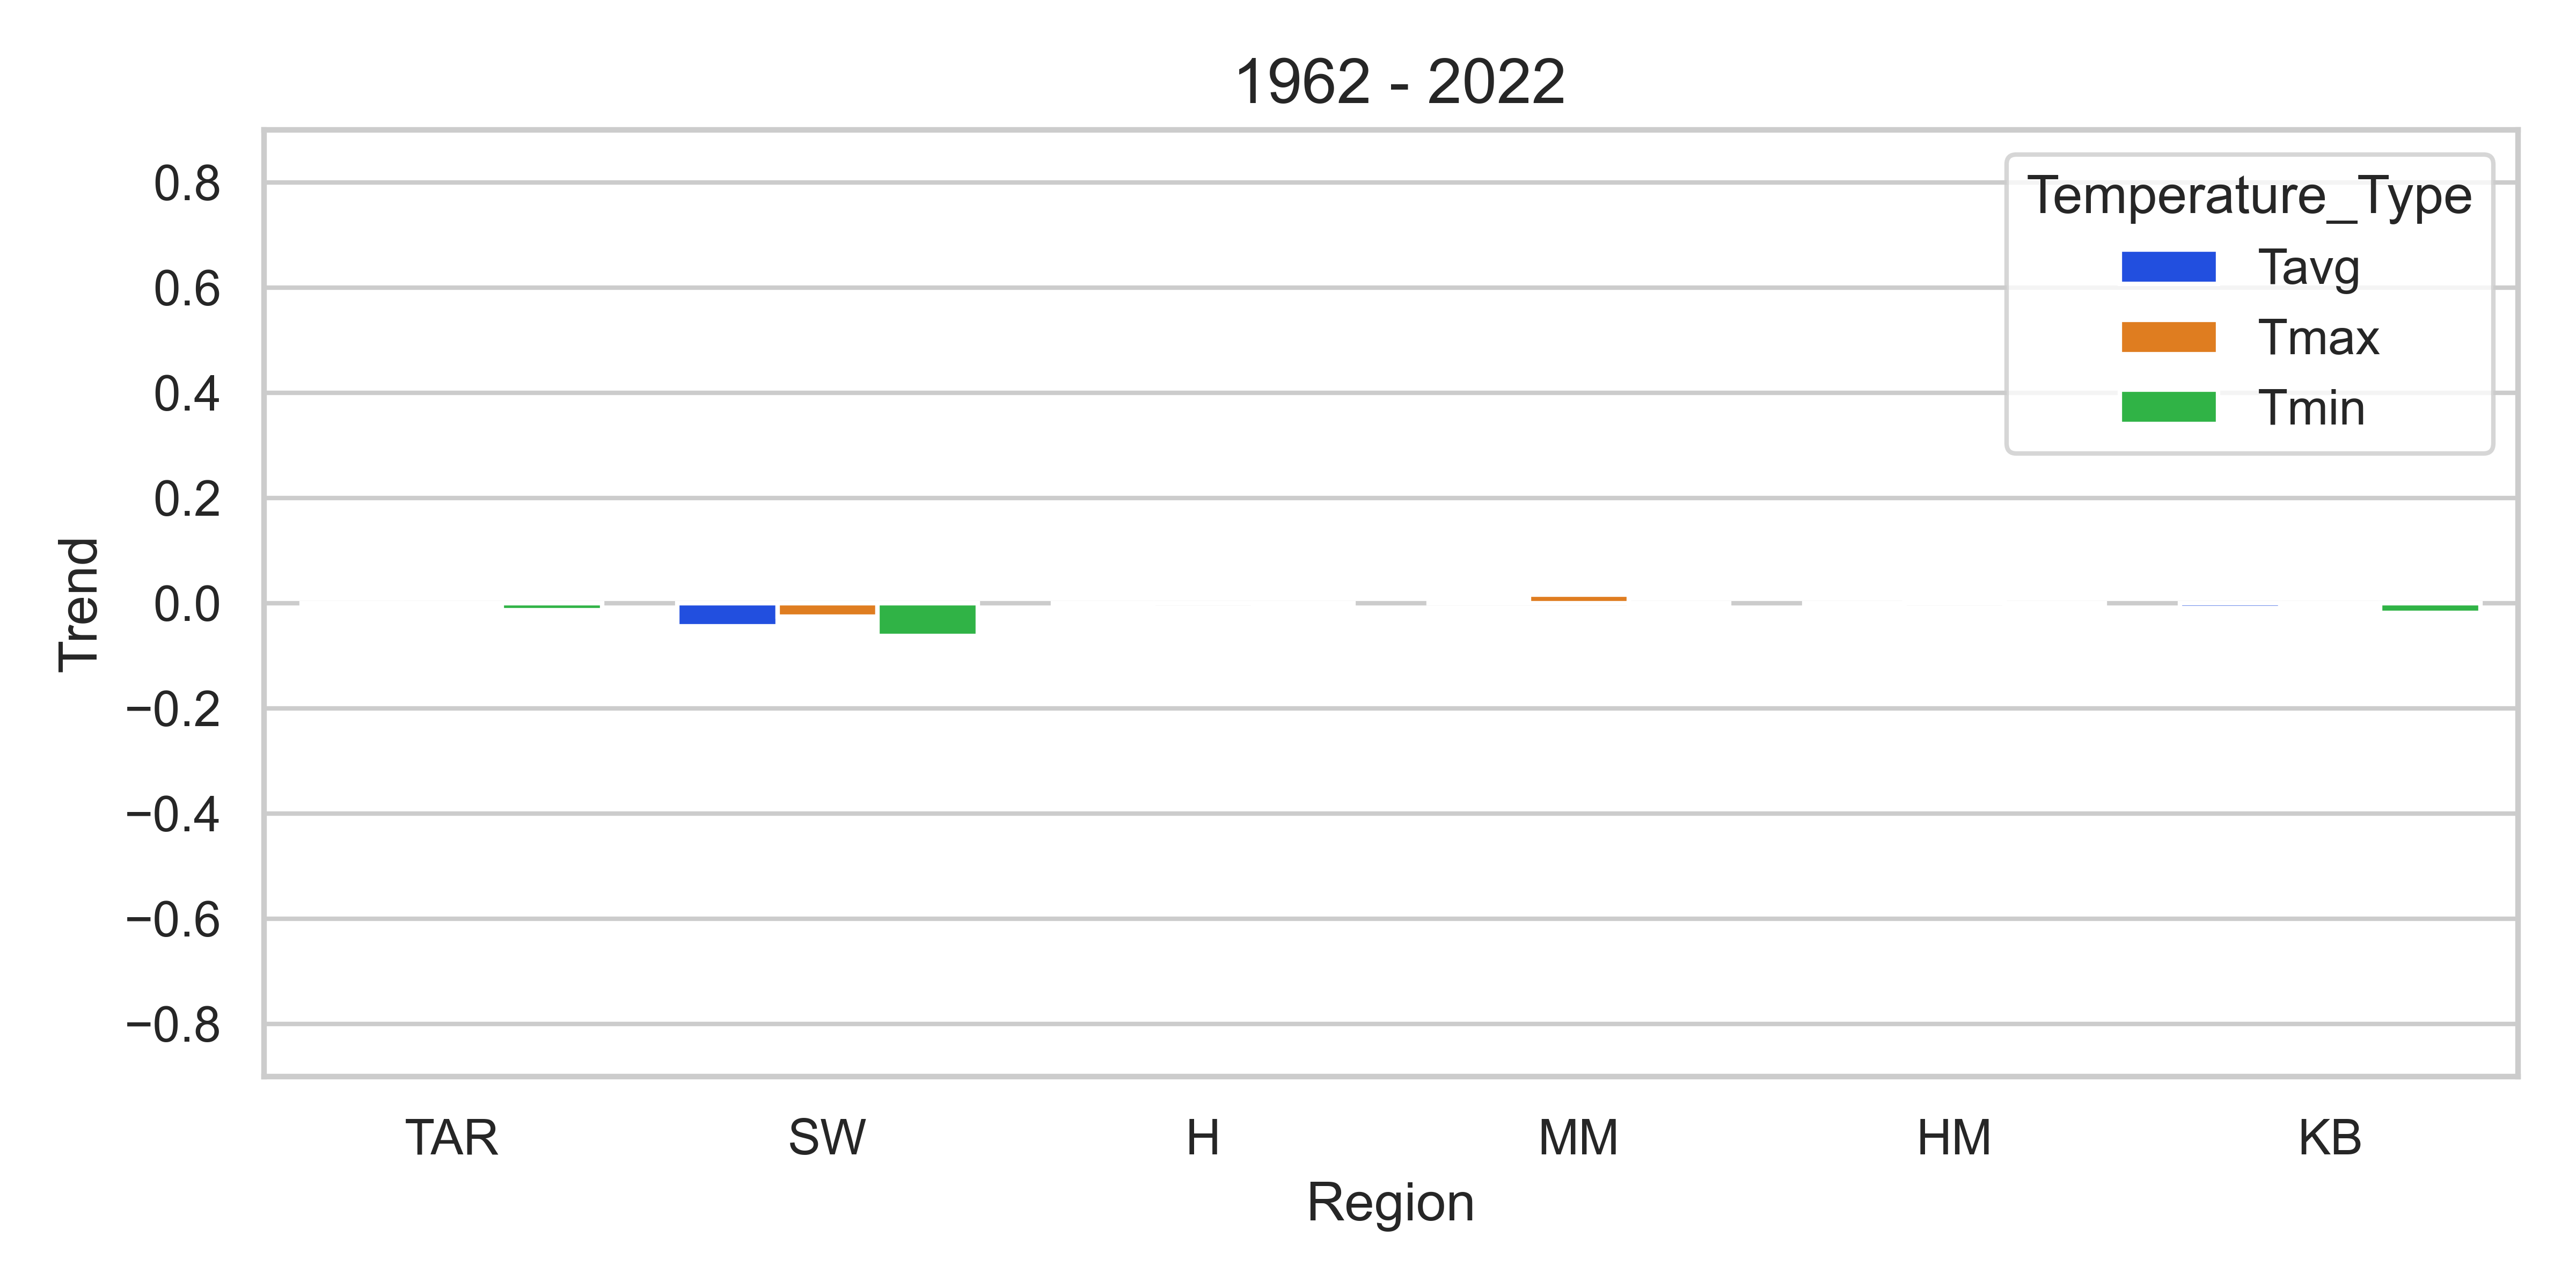 1962 - 2022
Temperature_Type
Tavg
Tmax
Tmin
0.8
0.6
0.4
0.2
0.0
−0.2
−0.4
−0.6
−0.8
Trend
TAR SW H MM HM KB
Region